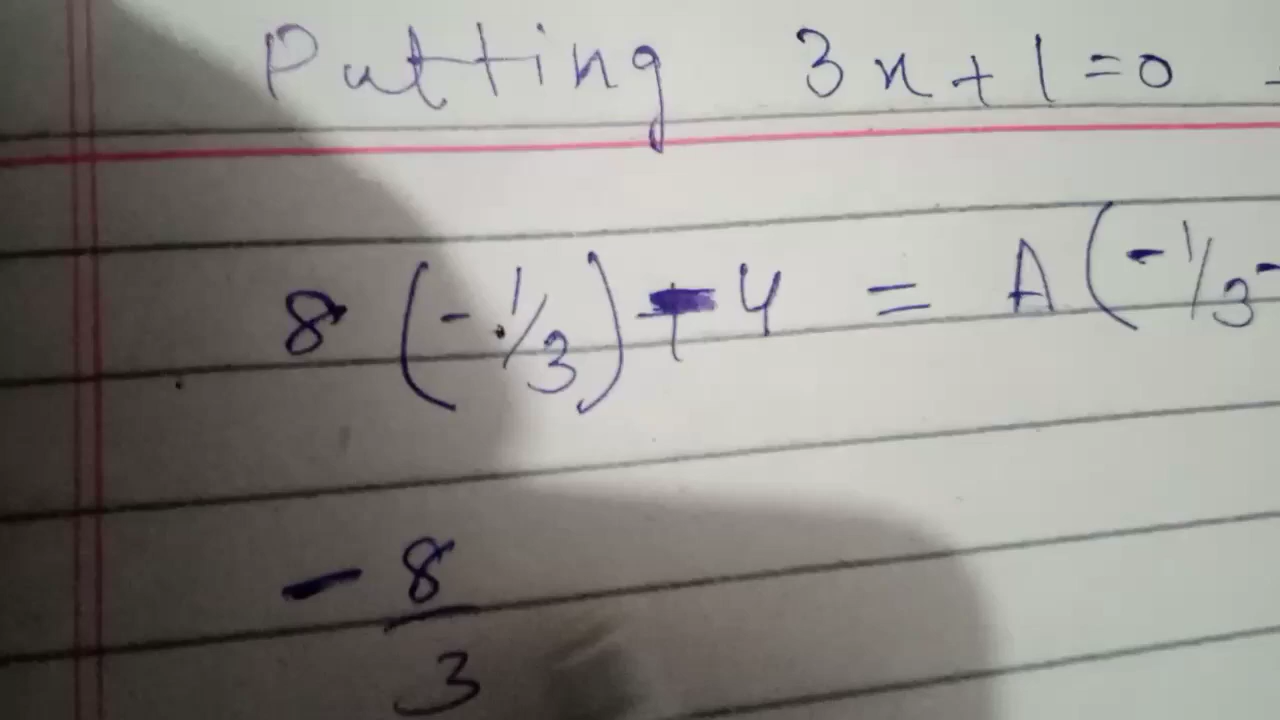 Putting 3x+1=0
8 (-1/3) + 4 = A (-1/3 -
- 8
3